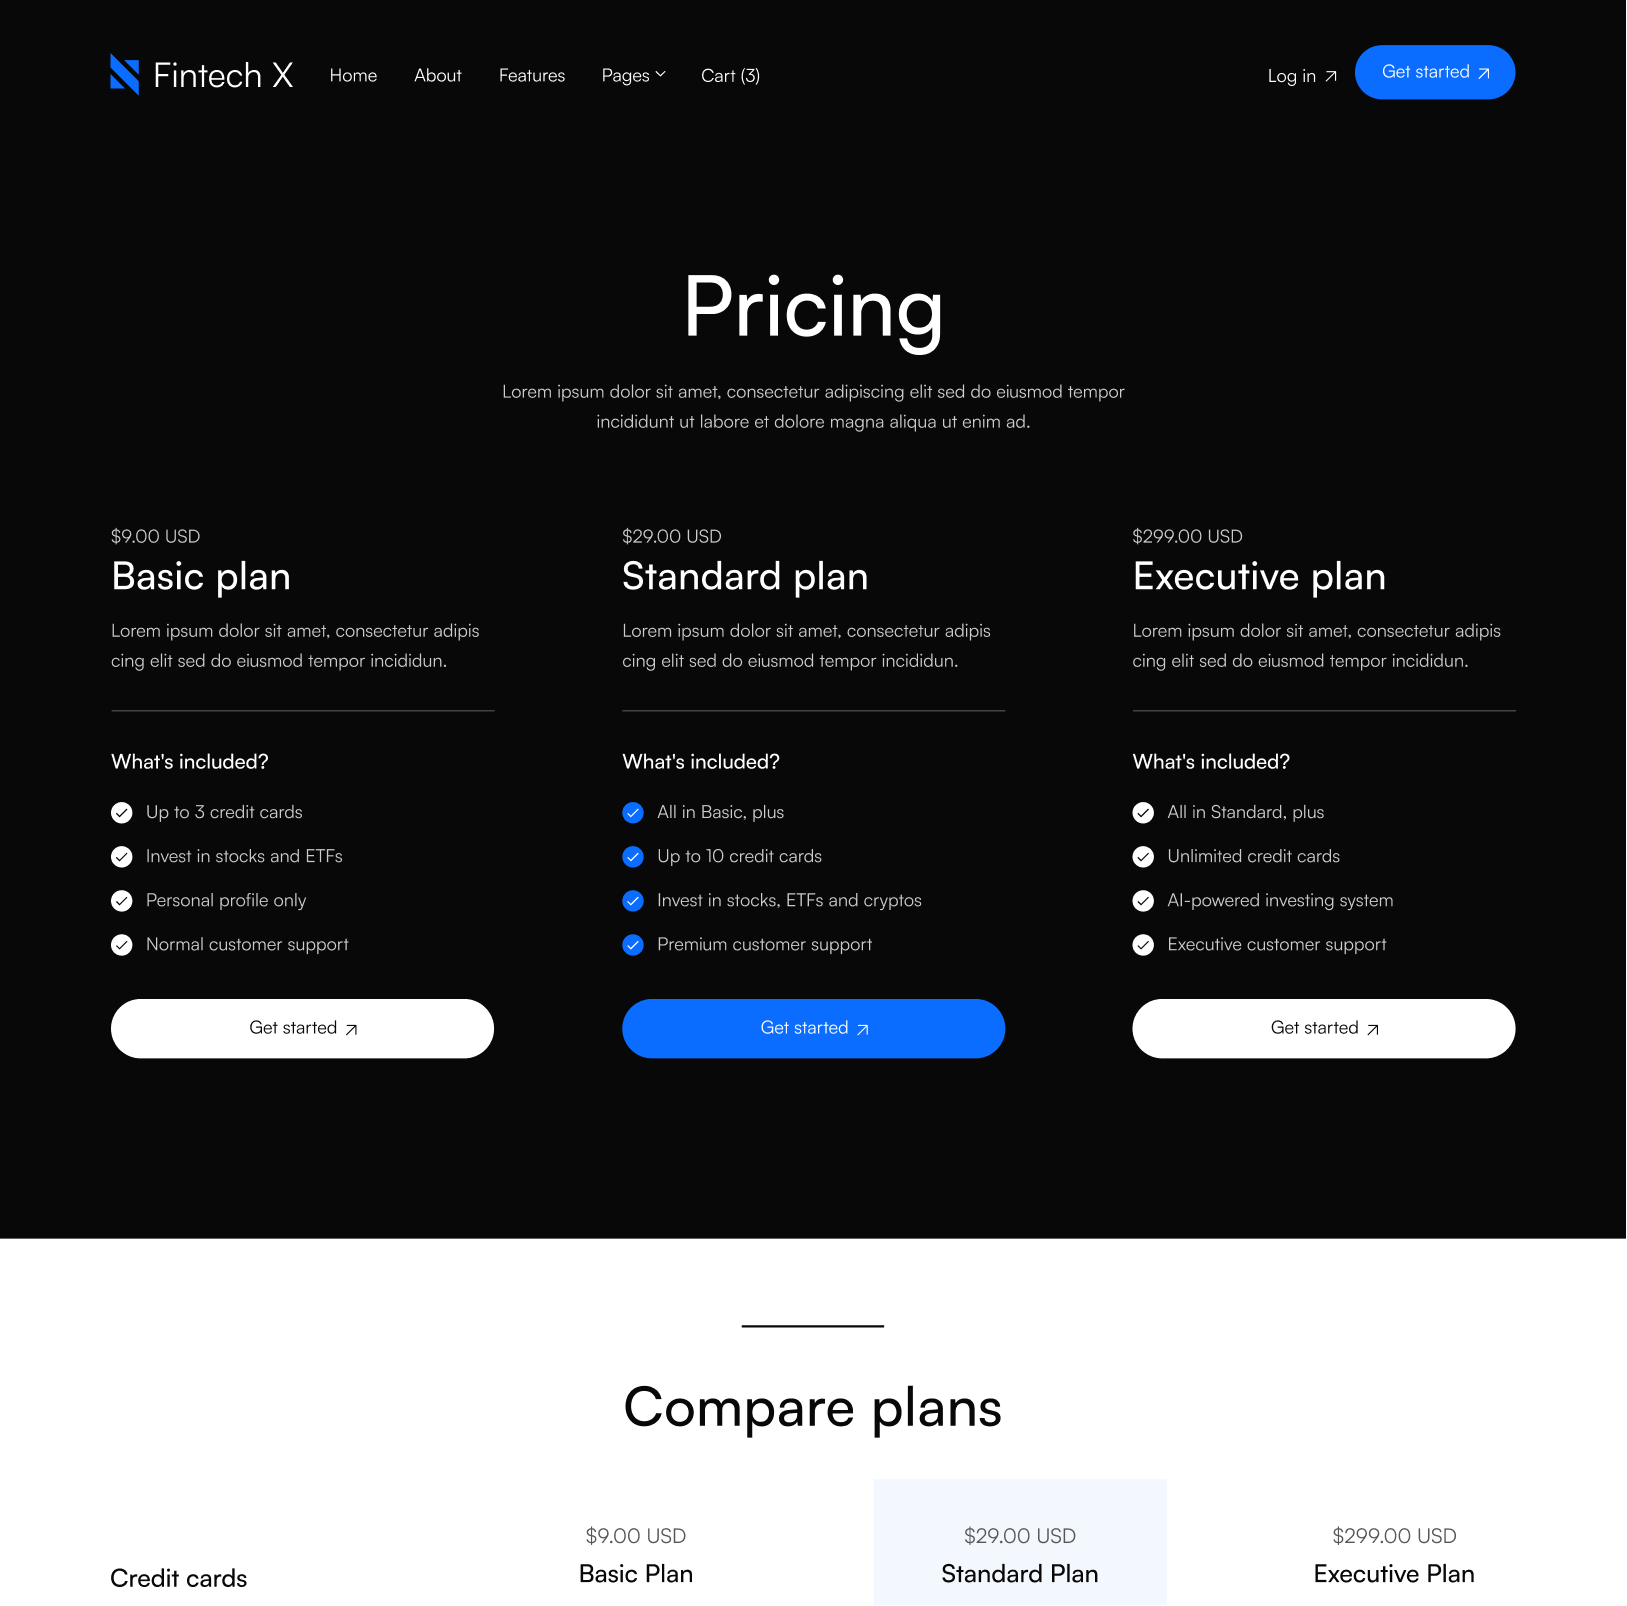 Fintech X
Home
About
Features
Pages
Cart (3)
Log in
Get started
Pricing
Lorem ipsum dolor sit amet, consectetur adipiscing elit sed do eiusmod tempor
incididunt ut labore et dolore magna aliqua ut enim ad.
$9.00 USD
Basic plan
Lorem ipsum dolor sit amet, consectetur adipis
cing elit sed do eiusmod tempor incididun.
What's included?
Up to 3 credit cards
Invest in stocks and ETFs
Personal profile only
Normal customer support
Get started
$29.00 USD
Standard plan
Lorem ipsum dolor sit amet, consectetur adipis
cing elit sed do eiusmod tempor incididun.
What's included?
All in Basic, plus
Up to 10 credit cards
Invest in stocks, ETFs and cryptos
Premium customer support
Get started
$299.00 USD
Executive plan
Lorem ipsum dolor sit amet, consectetur adipis
cing elit sed do eiusmod tempor incididun.
What's included?
All in Standard, plus
Unlimited credit cards
AI-powered investing system
Executive customer support
Get started
Compare plans
Credit cards
$9.00 USD
Basic Plan
$29.00 USD
Standard Plan
$299.00 USD
Executive Plan